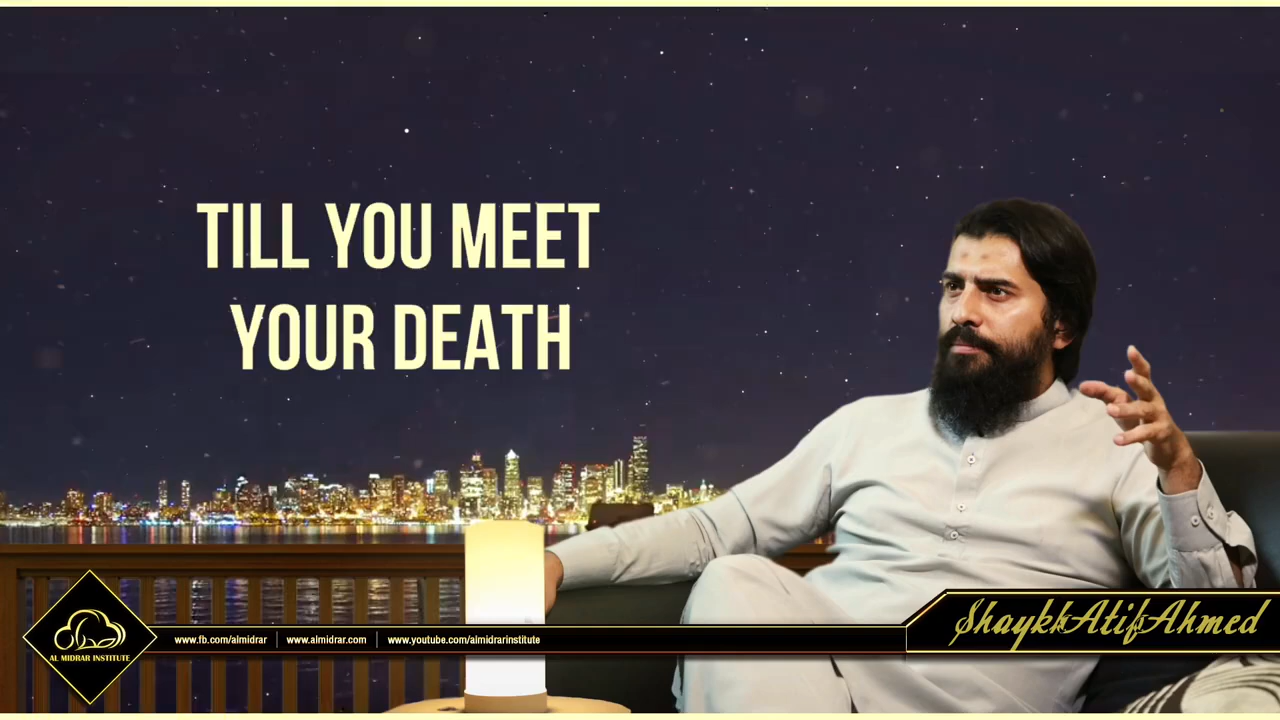 TILL YOU MEET
YOUR DEATH
ShaykhAtifAhmed
www.fb.com/almidrar
www.almidrar.com
www.youtube.com/almidrarinstitute
AL MIDRAR INSTITUTE